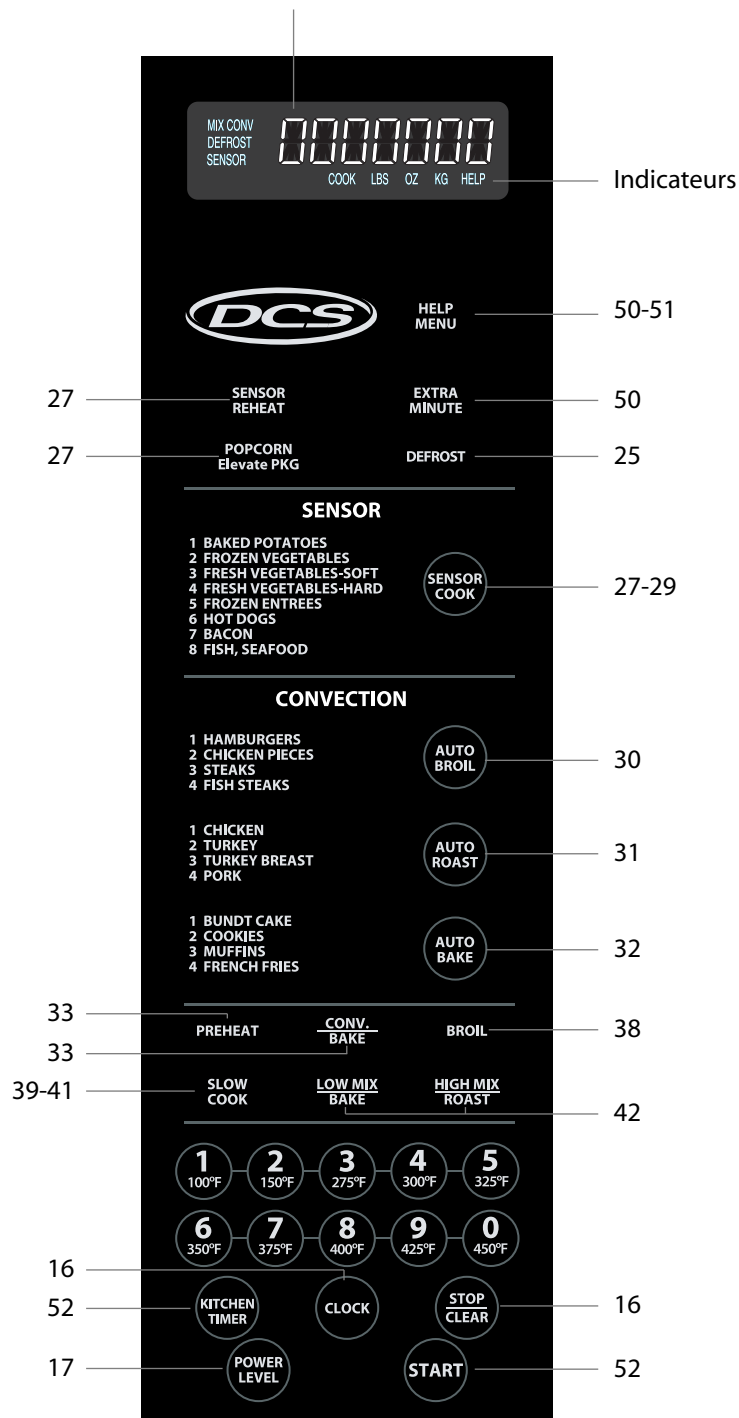 MIX CONV
DEFROST
SENSOR
COOK LBS OZ KG HELP
Indicateurs
DCS
HELP
MENU
50-51
27
SENSOR
REHEAT
EXTRA
MINUTE
50
27
POPCORN
Elevate PKG
DEFROST
25
SENSOR
1 BAKED POTATOES
2 FROZEN VEGETABLES
3 FRESH VEGETABLES-SOFT
4 FRESH VEGETABLES-HARD
5 FROZEN ENTREES
6 HOT DOGS
7 BACON
8 FISH, SEAFOOD
SENSOR
COOK
27-29
CONVECTION
1 HAMBURGERS
2 CHICKEN PIECES
3 STEAKS
4 FISH STEAKS
AUTO
BROIL
30
1 CHICKEN
2 TURKEY
3 TURKEY BREAST
4 PORK
AUTO
ROAST
31
1 BUNDT CAKE
2 COOKIES
3 MUFFINS
4 FRENCH FRIES
AUTO
BAKE
32
33
PREHEAT
33
CONV.
BAKE
BROIL
38
39-41
SLOW
COOK
LOW MIX
BAKE
HIGH MIX
ROAST
42
1 2 3 4 5
100°F 150°F 275°F 300°F 325°F
6 7 8 9 0
350°F 375°F 400°F 425°F 450°F
16
52
KITCHEN
TIMER
CLOCK
STOP
CLEAR
16
17
POWER
LEVEL
START
52